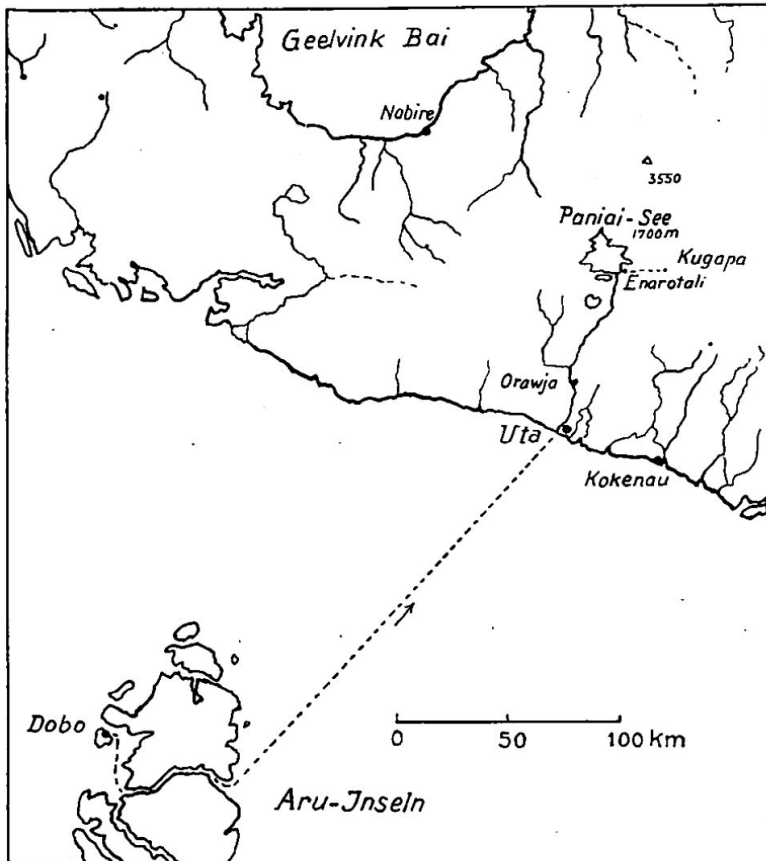 Geelvink Bai
Nabire
3550
Paniai-See
1700m
Kugapa
Enarotali
Orawja
Uta
Kokenau
Dobo
0 50 100 km
Aru-Jnseln